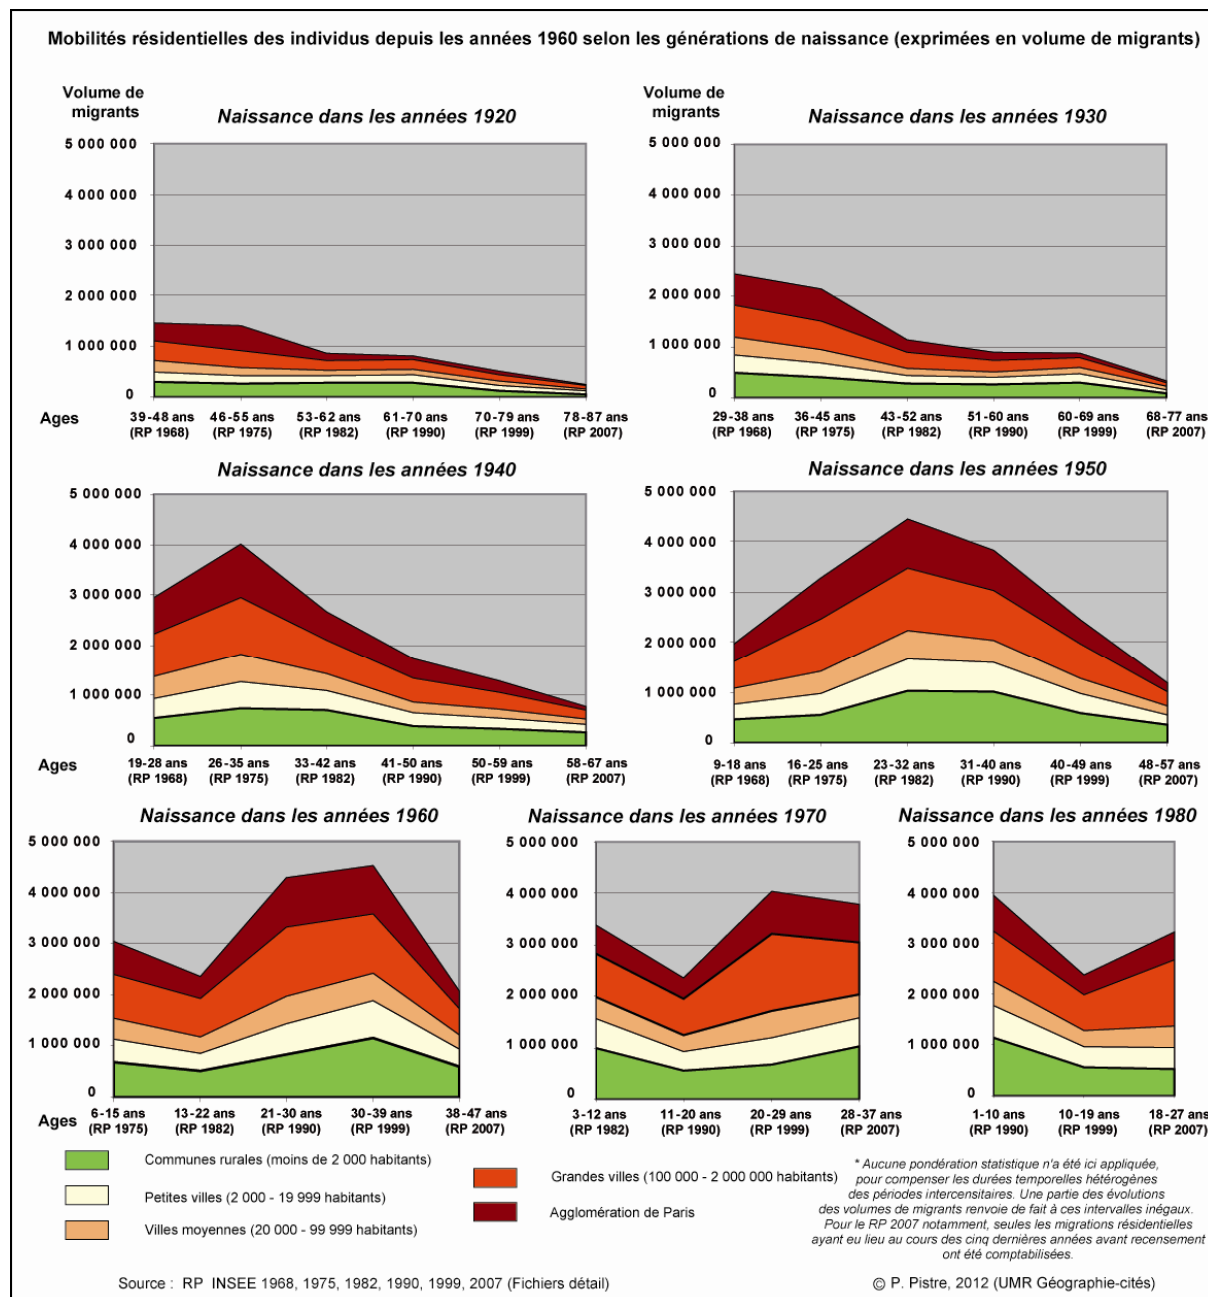 Mobilités résidentielles des individus depuis les années 1960 selon les générations de naissance (exprimées en volume de migrants)
Volume de
migrants
Naissance dans les années 1920
5 000 000
4 000 000
3 000 000
2 000 000
1 000 000
0
Ages
39-48 ans 46-55 ans 53-62 ans 61-70 ans 70-79 ans 78-87 ans
(RP 1968) (RP 1975) (RP 1982) (RP 1990) (RP 1999) (RP 2007)
Volume de
migrants
Naissance dans les années 1930
5 000 000
4 000 000
3 000 000
2 000 000
1 000 000
0
29-38 ans 36-45 ans 43-52 ans 51-60 ans 60-69 ans 68-77 ans
(RP 1968) (RP 1975) (RP 1982) (RP 1990) (RP 1999) (RP 2007)
Naissance dans les années 1940
5 000 000
4 000 000
3 000 000
2 000 000
1 000 000
0
Ages
19-28 ans 26-35 ans 33-42 ans 41-50 ans 50-59 ans 58-67 ans
(RP 1968) (RP 1975) (RP 1982) (RP 1990) (RP 1999) (RP 2007)
Naissance dans les années 1950
5 000 000
4 000 000
3 000 000
2 000 000
1 000 000
0
9-18 ans 16-25 ans 23-32 ans 31-40 ans 40-49 ans 48-57 ans
(RP 1968) (RP 1975) (RP 1982) (RP 1990) (RP 1999) (RP 2007)
Naissance dans les années 1960
5 000 000
4 000 000
3 000 000
2 000 000
1 000 000
0
Ages
6-15 ans 13-22 ans 21-30 ans 30-39 ans 38-47 ans
(RP 1975) (RP 1982) (RP 1990) (RP 1999) (RP 2007)
Naissance dans les années 1970
5 000 000
4 000 000
3 000 000
2 000 000
1 000 000
0
3-12 ans 11-20 ans 20-29 ans 28-37 ans
(RP 1982) (RP 1990) (RP 1999) (RP 2007)
Naissance dans les années 1980
5 000 000
4 000 000
3 000 000
2 000 000
1 000 000
0
1-10 ans 10-19 ans 18-27 ans
(RP 1990) (RP 1999) (RP 2007)
Communes rurales (moins de 2 000 habitants)
Petites villes (2 000 - 19 999 habitants)
Villes moyennes (20 000 - 99 999 habitants)
Grandes villes (100 000 - 2 000 000 habitants)
Agglomération de Paris
* Aucune pondération statistique n'a été ici appliquée,
pour compenser les durées temporelles hétérogènes
des périodes intercensitaires. Une partie des évolutions
des volumes de migrants renvoie de fait à ces intervalles inégaux.
Pour le RP 2007 notamment, seules les migrations résidentielles
ayant eu lieu au cours des cinq dernières années avant recensement
ont été comptabilisées.
Source : RP INSEE 1968, 1975, 1982, 1990, 1999, 2007 (Fichiers détail)
© P. Pistre, 2012 (UMR Géographie-cités)